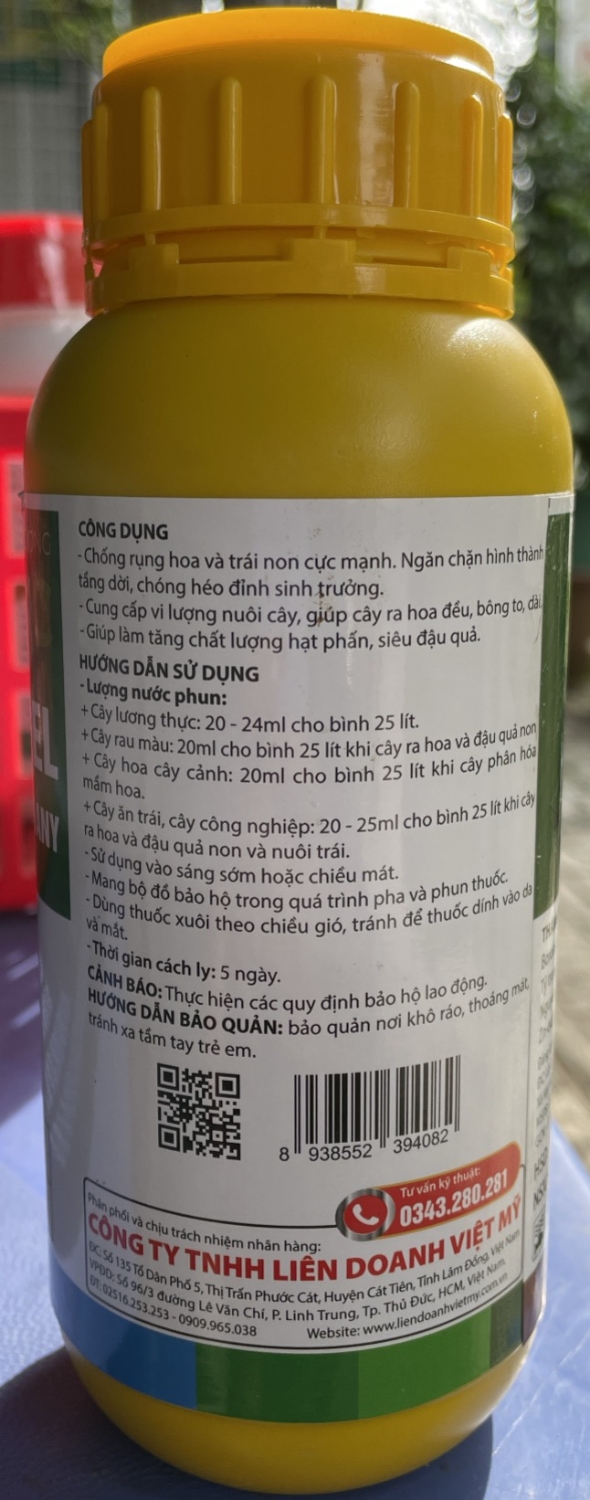 CÔNG DỤNG
- Chống rụng hoa và trái non cực mạnh. Ngăn chặn hình thành
tầng dời, chóng héo đỉnh sinh trưởng.
- Cung cấp vi lượng nuôi cây, giúp cây ra hoa đều, bông to, dài.
- Giúp làm tăng chất lượng hạt phấn, siêu đậu quả.
HƯỚNG DẪN SỬ DỤNG
- Lượng nước phun:
+ Cây lương thực: 20 - 24ml cho bình 25 lít.
+ Cây rau màu: 20ml cho bình 25 lít khi cây ra hoa và đậu quả non
+ Cây hoa cây cảnh: 20ml cho bình 25 lít khi cây phân hóa
mầm hoa.
+ Cây ăn trái, cây công nghiệp: 20 - 25ml cho bình 25 lít khi cây
ra hoa và đậu quả non và nuôi trái.
- Sử dụng vào sáng sớm hoặc chiều mát.
- Mang bộ đồ bảo hộ trong quá trình pha và phun thuốc.
- Dùng thuốc xuôi theo chiều gió, tránh để thuốc dính vào da
và mắt.
- Thời gian cách ly: 5 ngày.
CẢNH BÁO: Thực hiện các quy định bảo hộ lao động.
HƯỚNG DẪN BẢO QUẢN: bảo quản nơi khô ráo, thoáng mát,
tránh xa tầm tay trẻ em.
8 938552 394082
Tư vấn kỹ thuật:
0343.280.281
Phân phối và chịu trách nhiệm nhãn hàng:
CÔNG TY TNHH LIÊN DOANH VIỆT MỸ
ĐC: Số 135 Tổ Dân Phố 5, Thị Trấn Phước Cát, Huyện Cát Tiên, Tỉnh Lâm Đồng, Việt Nam
VPĐD: Số 96/3 đường Lê Văn Chí, P. Linh Trung, Tp. Thủ Đức, HCM, Việt Nam.
ĐT: 02516.253.253 - 0909.965.038
Website: www.liendoanhvietmy.com.vn